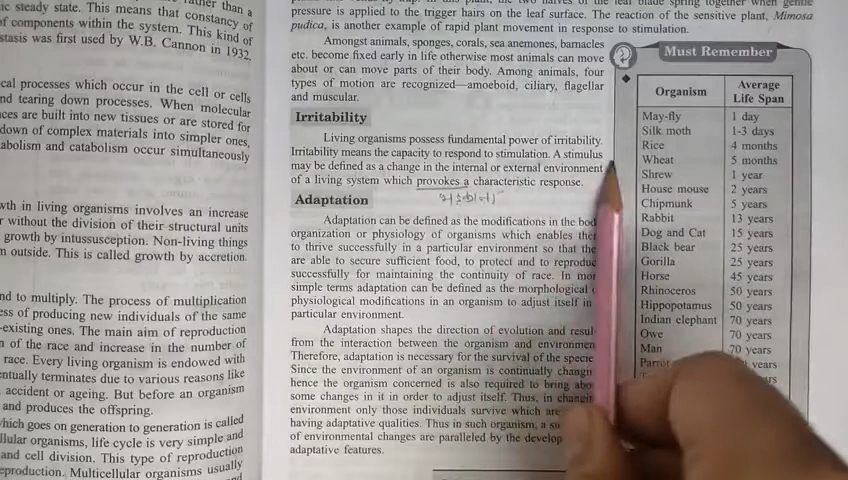 ather than a
ic steady state. This means that constancy of
of components within the system. This kind of
stasis was first used by W.B. Cannon in 1932.
cal processes which occur in the cell or cells
nd tearing down processes. When molecular
ces are built into new tissues or are stored for
down of complex materials into simpler ones,
abolism and catabolism occur simultaneously
wth in living organisms involves an increase
r without the division of their structural units
growth by intussusception. Non-living things
m outside. This is called growth by accretion.
nd to multiply. The process of multiplication
ess of producing new individuals of the same
-existing ones. The main aim of reproduction
n of the race and increase in the number of
race. Every living organism is endowed with
entually terminates due to various reasons like
accident or ageing. But before an organism
and produces the offspring.
which goes on generation to generation is called
llular organisms, life cycle is very simple and
and cell division. This type of reproduction
eproduction. Multicellular organisms usually
the two halves of the leaf blade spring together when gentle
pressure is applied to the trigger hairs on the leaf surface. The reaction of the sensitive plant, Mimosa
pudica, is another example of rapid plant movement in response to stimulation.
Amongst animals, sponges, corals, sea anemones, barnacles
etc. become fixed early in life otherwise most animals can move
about or can move parts of their body. Among animals, four
types of motion are recognized—amoeboid, ciliary, flagellar
and muscular.
Irritability
Living organisms possess fundamental power of irritability.
Irritability means the capacity to respond to stimulation. A stimulus
may be defined as a change in the internal or external environment
of a living system which provokes a characteristic response.
Adaptation
Adaptation can be defined as the modifications in the bod
organization or physiology of organisms which enables the
to thrive successfully in a particular environment so that the
are able to secure sufficient food, to protect and to reproduc
successfully for maintaining the continuity of race. In mor
simple terms adaptation can be defined as the morphological
physiological modifications in an organism to adjust itself in
particular environment.
Adaptation shapes the direction of evolution and resul
from the interaction between the organism and environmen
Therefore, adaptation is necessary for the survival of the specie
Since the environment of an organism is continually changi
hence the organism concerned is also required to bring abo
some changes in it in order to adjust itself. Thus, in changi
environment only those individuals survive which are
having adaptative qualities. Thus in such organism, a su
of environmental changes are paralleled by the develop
adaptative features.
Must Remember
Organism Average Life Span
May-fly 1 day
Silk moth 1-3 days
Rice 4 months
Wheat 5 months
Shrew 1 year
House mouse 2 years
Chipmunk 5 years
Rabbit 13 years
Dog and Cat 15 years
Black bear 25 years
Gorilla 25 years
Horse 45 years
Rhinoceros 50 years
Hippopotamus 50 years
Indian elephant 70 years
Owe 70 years
Man 70 years
Parrot years